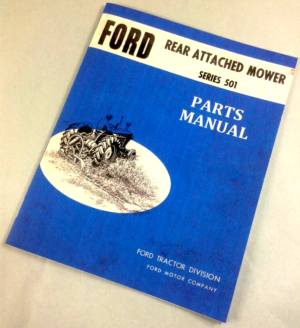 FORD
REAR ATTACHED MOWER
SERIES 501
PARTS
MANUAL
FORD TRACTOR DIVISION
FORD MOTOR COMPANY